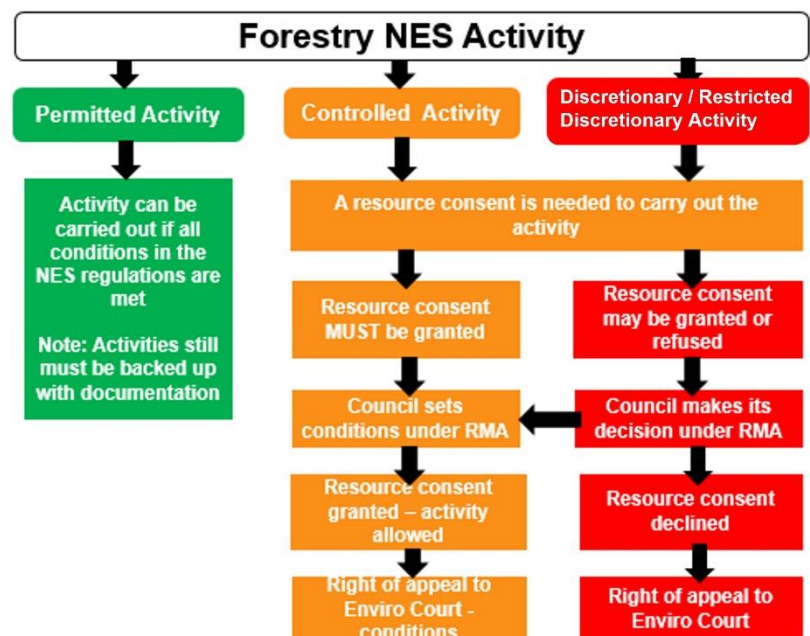 Forestry NES Activity
Permitted Activity
Controlled Activity
Discretionary / Restricted
Discretionary Activity
Activity can be
carried out if all
conditions in the
NES regulations are
met
Note: Activities still
must be backed up
with documentation
A resource consent is needed to carry out the
activity
Resource consent
MUST be granted
Resource consent
may be granted or
refused
Council sets
conditions under RMA
Council makes its
decision under RMA
Resource consent
granted – activity
allowed
Resource consent
declined
Right of appeal to
Enviro Court -
conditions
Right of appeal to
Enviro Court